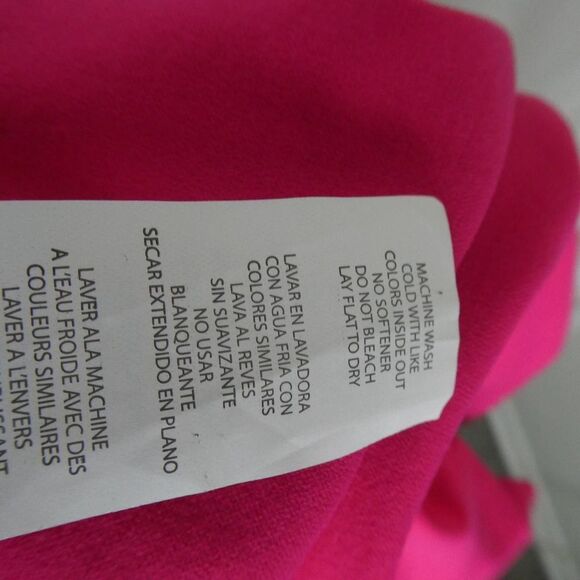 MACHINE WASH
COLD WITH LIKE
COLORS INSIDE OUT
NO SOFTENER
DO NOT BLEACH
LAY FLAT TO DRY
LAVAR EN LAVADORA
CON AGUA FRIA CON
COLORES SIMILARES
LAVA AL REVES
SIN SUAVIZANTE
NO USAR
BLANQUEANTE
SECAR EXTENDIDO EN PLANO
LAVER ALA MACHINE
A L'EAU FROIDE AVEC DES
COULEURS SIMILAIRES
LAVER A L'ENVERS